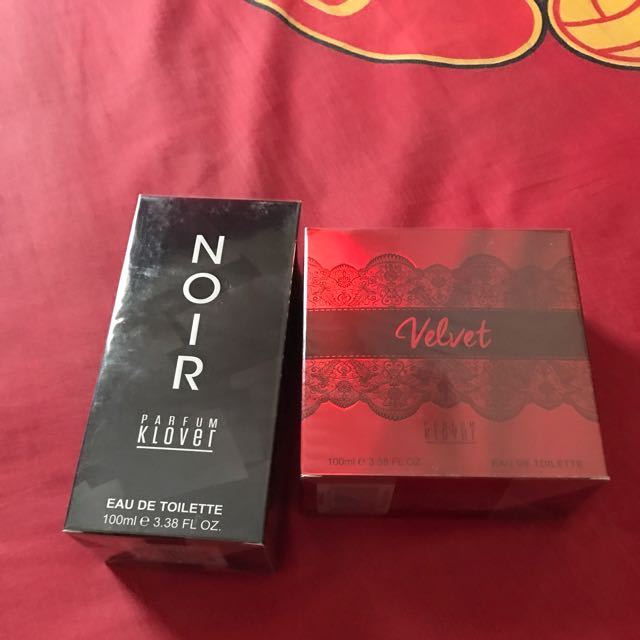 NOIR
PARFUM
KLOVER
EAU DE TOILETTE
100ml e 3.38 FL OZ.
Velvet
KLOVER
100ml e 3.38 FL OZ.
EAU DE TOILETTE